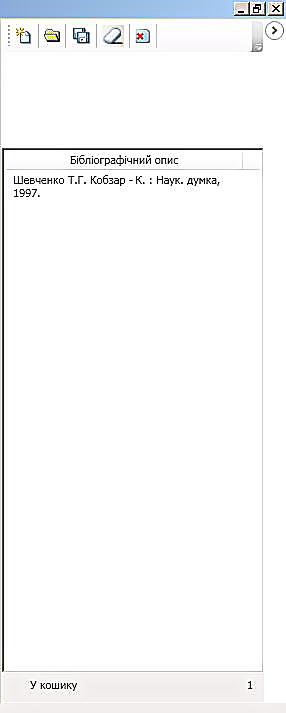 Бібліографічний опис
Шевченко Т.Г. Кобзар - К. : Наук. думка,
1997.
У кошику 1